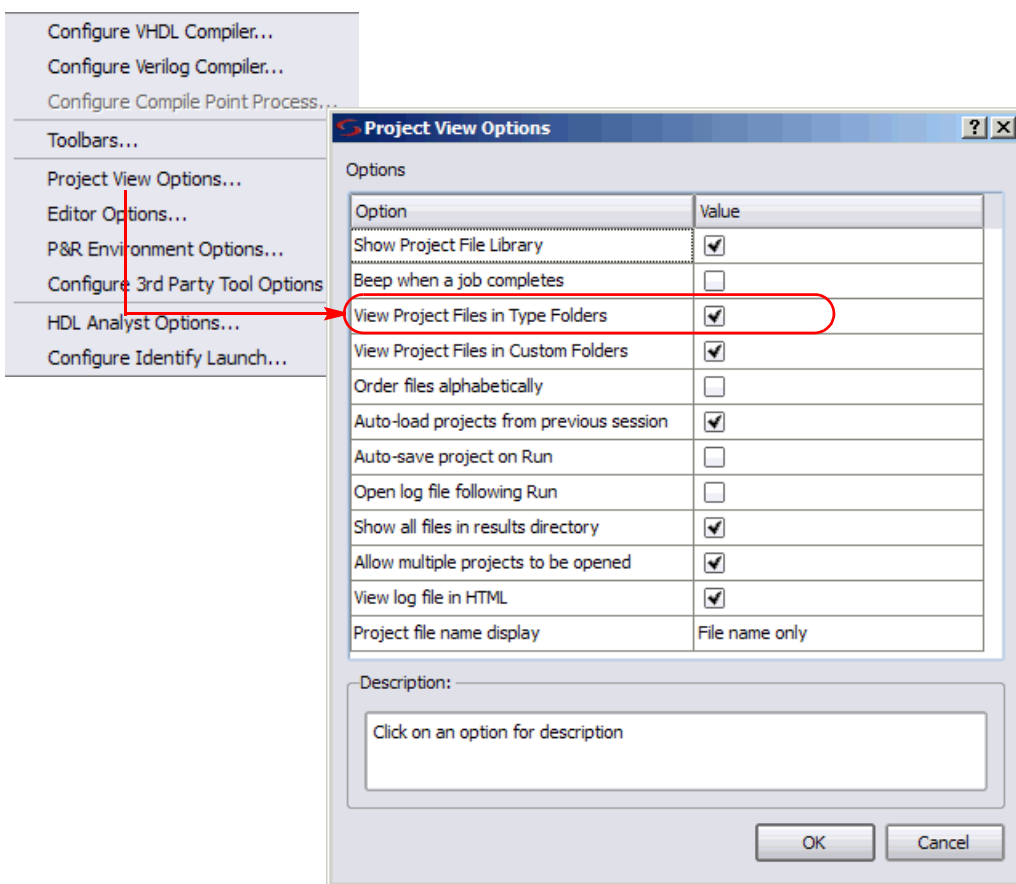 Configure VHDL Compiler...
Configure Verilog Compiler...
Configure Compile Point Process...
Toolbars...
Project View Options...
Editor Options...
P&R Environment Options...
Configure 3rd Party Tool Options
HDL Analyst Options...
Configure Identify Launch...
Project View Options
Options
Option Value
Show Project File Library
Beep when a job completes
View Project Files in Type Folders
View Project Files in Custom Folders
Order files alphabetically
Auto-load projects from previous session
Auto-save project on Run
Open log file following Run
Show all files in results directory
Allow multiple projects to be opened
View log file in HTML
Project file name display File name only
Description:
Click on an option for description
OK Cancel